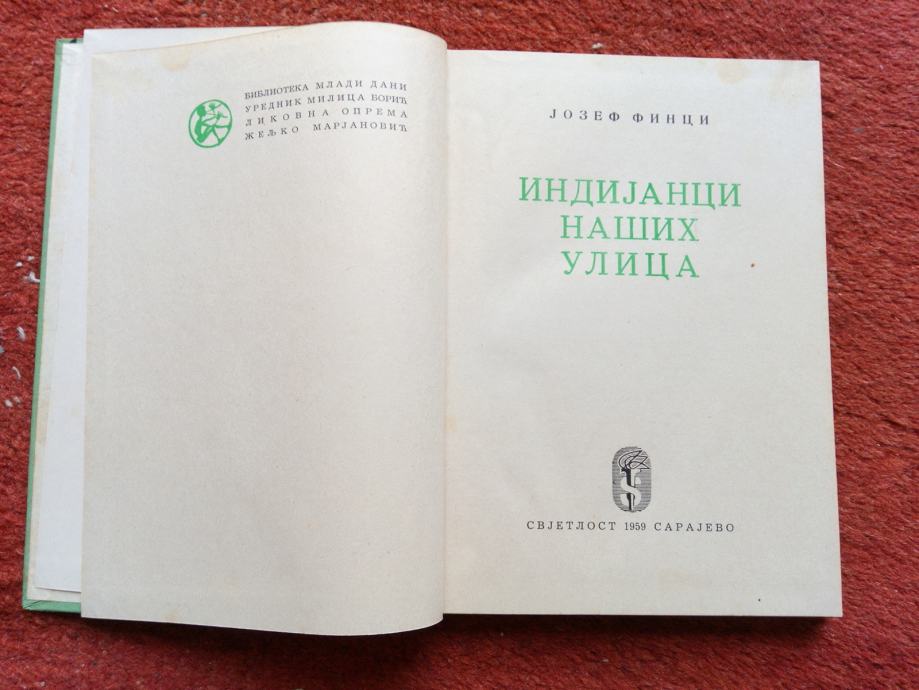 БИБЛИОТЕКА МЛАДИ ДАНИ
УРЕДНИК МИЛИЦА БОРИЋ
ЛИКОВНА ОПРЕМА
ЖЕЉКО МАРЈАНОВИЋ
ЈОЗЕФ ФИНЦИ
ИНДИЈАНЦИ
НАШИХ
УЛИЦА
СВЈЕТЛОСТ 1959 САРАЈЕВО